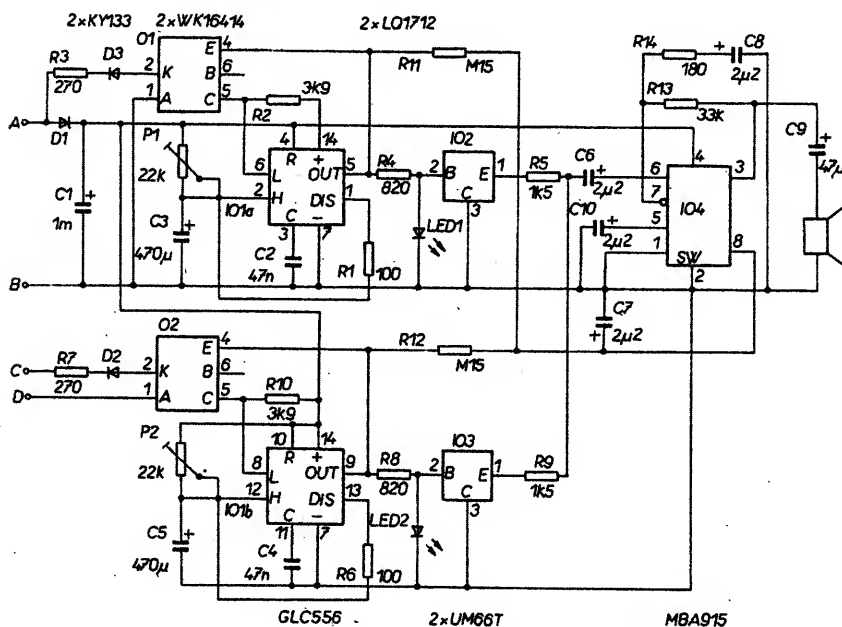 2×KY133 2×WK16414 2×LQ1712
O1
R3
270
D3
2 K
1 A
E 4
B 6
C 5
3k9
R2
R11
M15
R14
180
C8
2µ2
R13
33k
C9
47µ
A
D1
P1
22k
4
14
R
+
6 L
OUT 5
2 H
DIS 1
C
3
−
7
IO1a
R4
820
LED1
IO2
2 B
E 1
C
3
R5
1k5
C6
2µ2
C10
2µ2
6
7
5
1
IO4
SW
2
4
3
8
C1
1m
C3
470µ
C2
47n
R1
100
C7
2µ2
B
O2
C
R7
270
D2
2 K
D
1 A
E 4
B 6
C 5
R10
3k9
R12
M15
P2
22k
10
14
R
+
8 L
OUT 9
12 H
DIS 13
C
11
−
7
IO1b
R8
820
LED2
IO3
2 B
E 1
C
3
R9
1k5
C5
470µ
C4
47n
R6
100
GLC556 2×UM66T MBA915